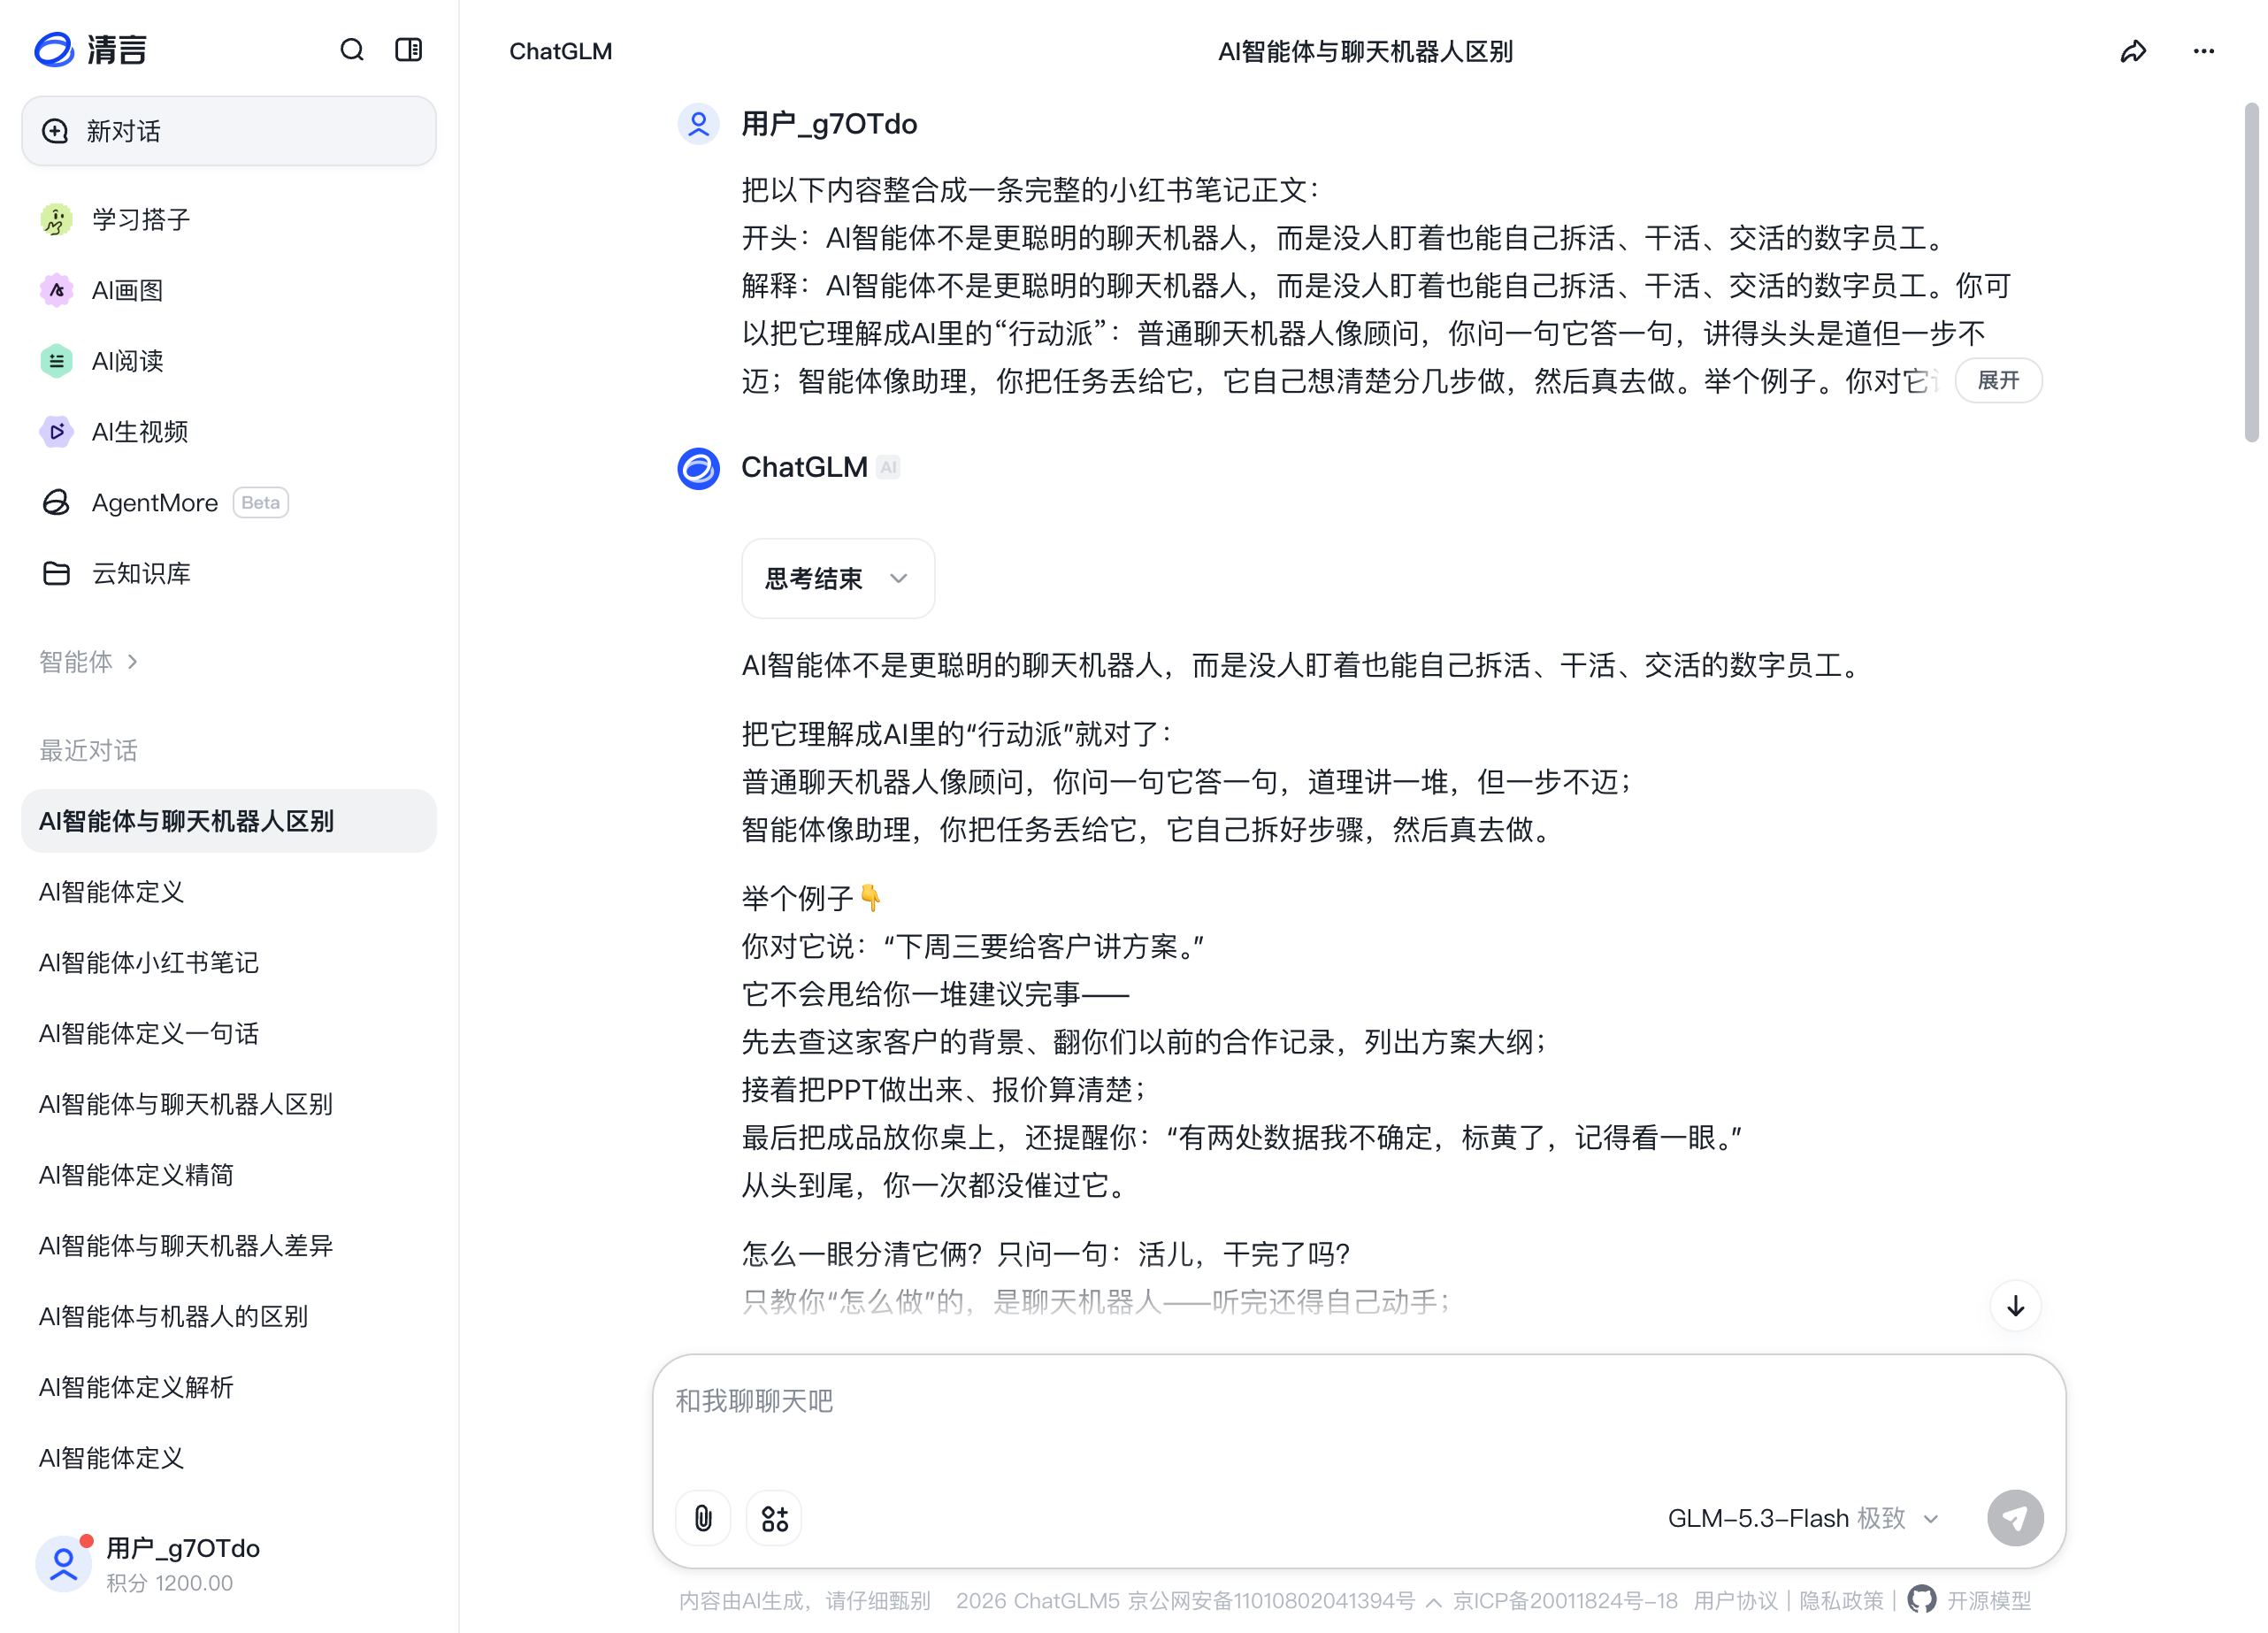 清言
新对话
学习搭子
AI画图
AI阅读
AI生视频
AgentMore Beta
云知识库
智能体
最近对话
AI智能体与聊天机器人区别
AI智能体定义
AI智能体小红书笔记
AI智能体定义一句话
AI智能体与聊天机器人区别
AI智能体定义精简
AI智能体与聊天机器人差异
AI智能体与机器人的区别
AI智能体定义解析
AI智能体定义
用户_g7OTdo
积分 1200.00
ChatGLM
AI智能体与聊天机器人区别
用户_g7OTdo
把以下内容整合成一条完整的小红书笔记正文：
开头：AI智能体不是更聪明的聊天机器人，而是没人盯着也能自己拆活、干活、交活的数字员工。
解释：AI智能体不是更聪明的聊天机器人，而是没人盯着也能自己拆活、干活、交活的数字员工。你可
以把它理解成AI里的“行动派”：普通聊天机器人像顾问，你问一句它答一句，讲得头头是道但一步不
迈；智能体像助理，你把任务丢给它，它自己想清楚分几步做，然后真去做。举个例子。你对它
展开
ChatGLM AI
思考结束
AI智能体不是更聪明的聊天机器人，而是没人盯着也能自己拆活、干活、交活的数字员工。
把它理解成AI里的“行动派”就对了：
普通聊天机器人像顾问，你问一句它答一句，道理讲一堆，但一步不迈；
智能体像助理，你把任务丢给它，它自己拆好步骤，然后真去做。
举个例子👇
你对它说：“下周三要给客户讲方案。”
它不会甩给你一堆建议完事——
先去查这家客户的背景、翻你们以前的合作记录，列出方案大纲；
接着把PPT做出来、报价算清楚；
最后把成品放你桌上，还提醒你：“有两处数据我不确定，标黄了，记得看一眼。”
从头到尾，你一次都没催过它。
怎么一眼分清它俩？只问一句：活儿，干完了吗？
只教你“怎么做”的，是聊天机器人——听完还得自己动手；
和我聊聊天吧
GLM-5.3-Flash 极致
内容由AI生成，请仔细甄别 2026 ChatGLM5 京公网安备11010802041394号 京ICP备20011824号-18 用户协议 | 隐私政策 | 开源模型